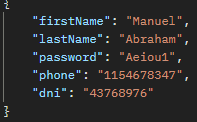 {
"firstName": "Manuel",
"lastName": "Abraham",
"password": "Aeiou1",
"phone": "1154678347",
"dni": "43768976"
}